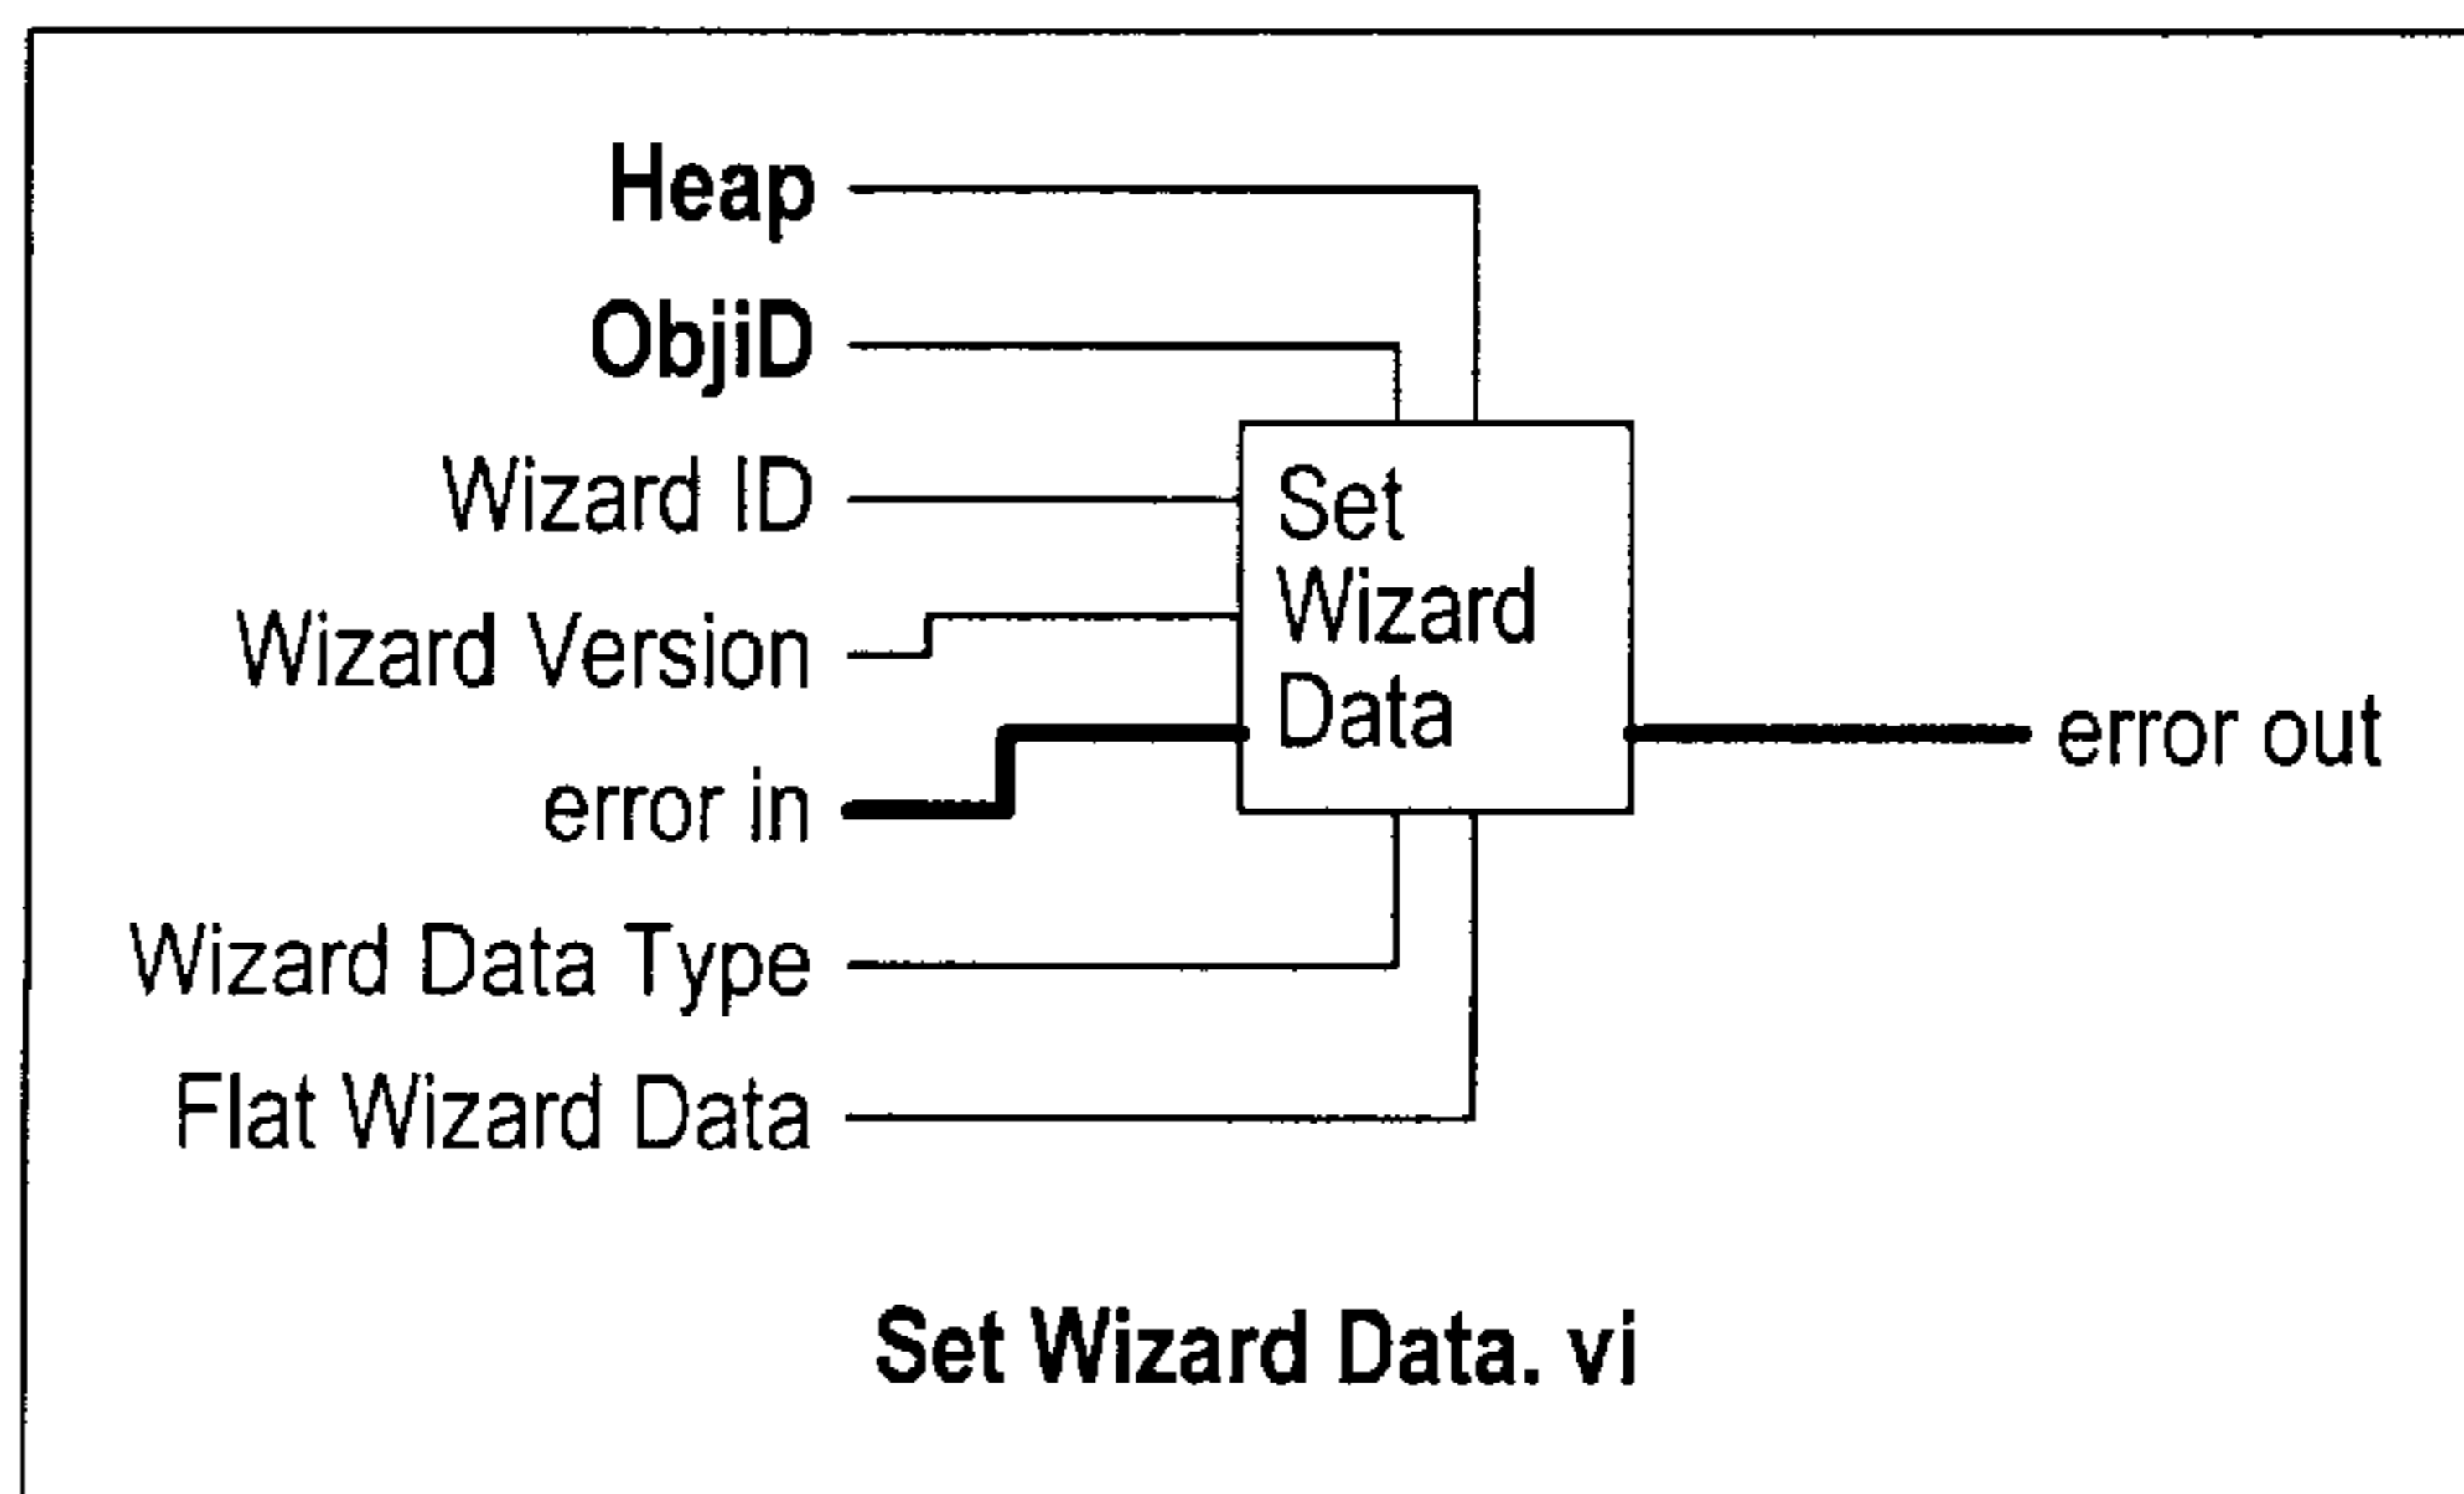 Heap
ObjiD
Wizard ID
Wizard Version
error in
Wizard Data Type
Flat Wizard Data
Set
Wizard
Data
error out
Set Wizard Data. vi